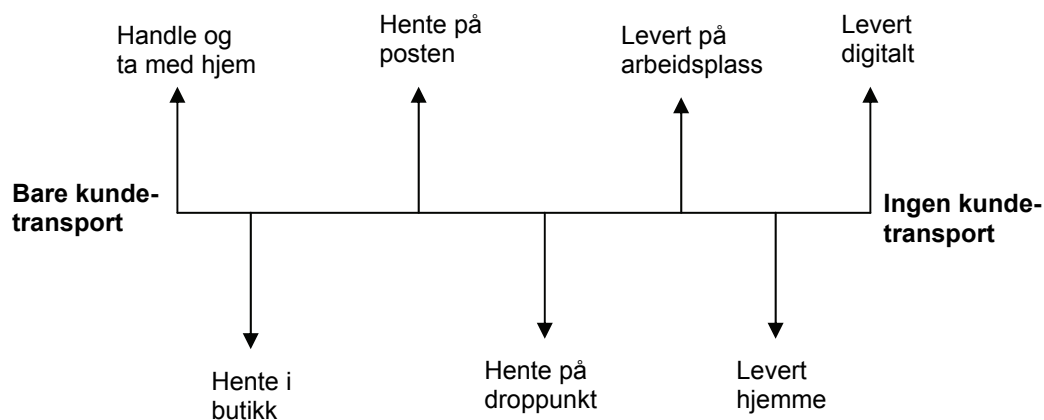 Handle og
ta med hjem
Hente på
posten
Levert på
arbeidsplass
Levert
digitalt
Bare kunde-
transport
Ingen kunde-
transport
Hente i
butikk
Hente på
droppunkt
Levert
hjemme